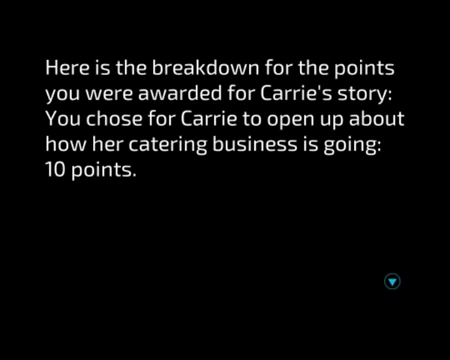 Here is the breakdown for the points
you were awarded for Carrie's story:
You chose for Carrie to open up about
how her catering business is going:
10 points.